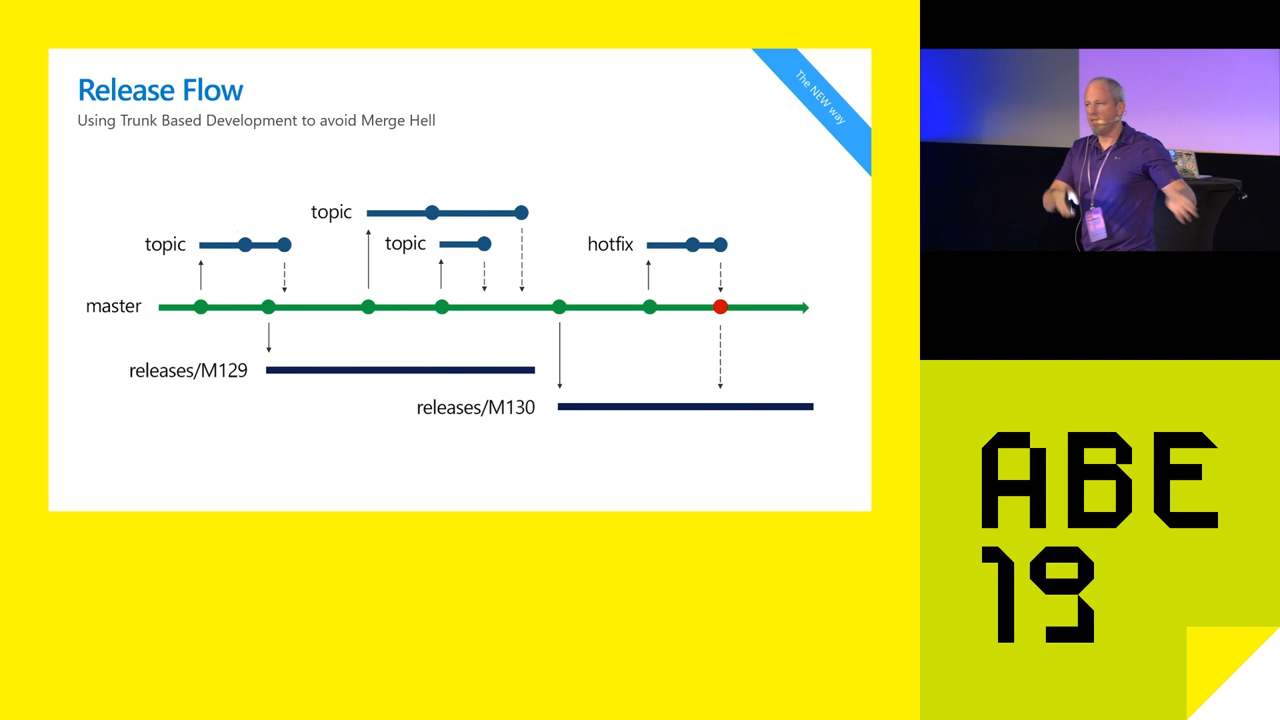 Release Flow
Using Trunk Based Development to avoid Merge Hell
The NEW way
topic
topic
topic
hotfix
master
releases/M129
releases/M130
ABE
19